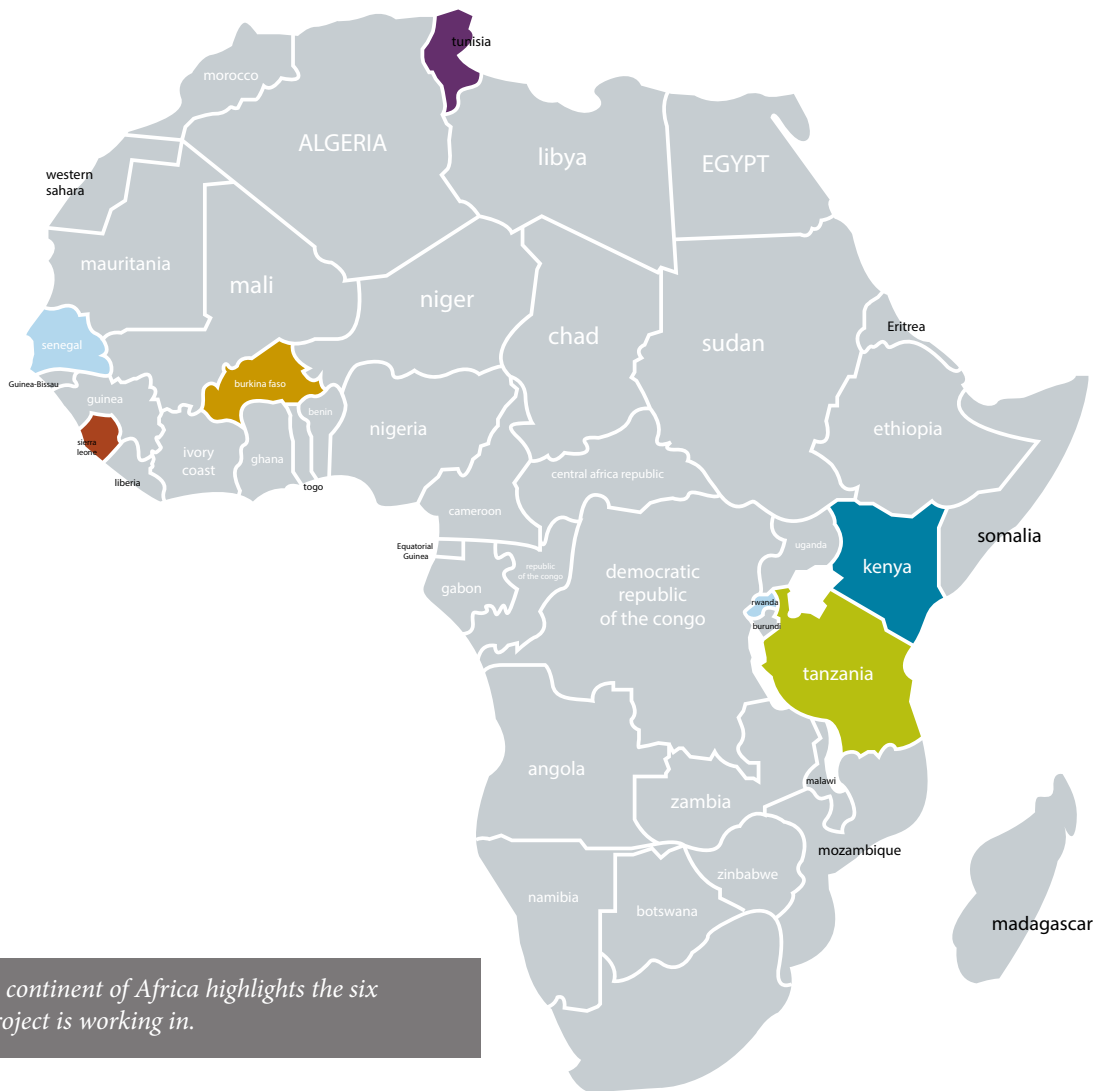 tunisia
morocco
ALGERIA
libya
EGYPT
western
sahara
mauritania
mali
niger
chad
sudan
Eritrea
senegal
Guinea-Bissau
burkina faso
guinea
benin
nigeria
ethiopia
sierra
leone
ivory
coast
ghana
central africa republic
liberia
togo
cameroon
somalia
Equatorial
Guinea
uganda
republic
of the congo
kenya
gabon
democratic
republic
of the congo
rwanda
burundi
tanzania
angola
malawi
zambia
mozambique
zinbabwe
namibia
botswana
madagascar
continent of Africa highlights the six
roject is working in.